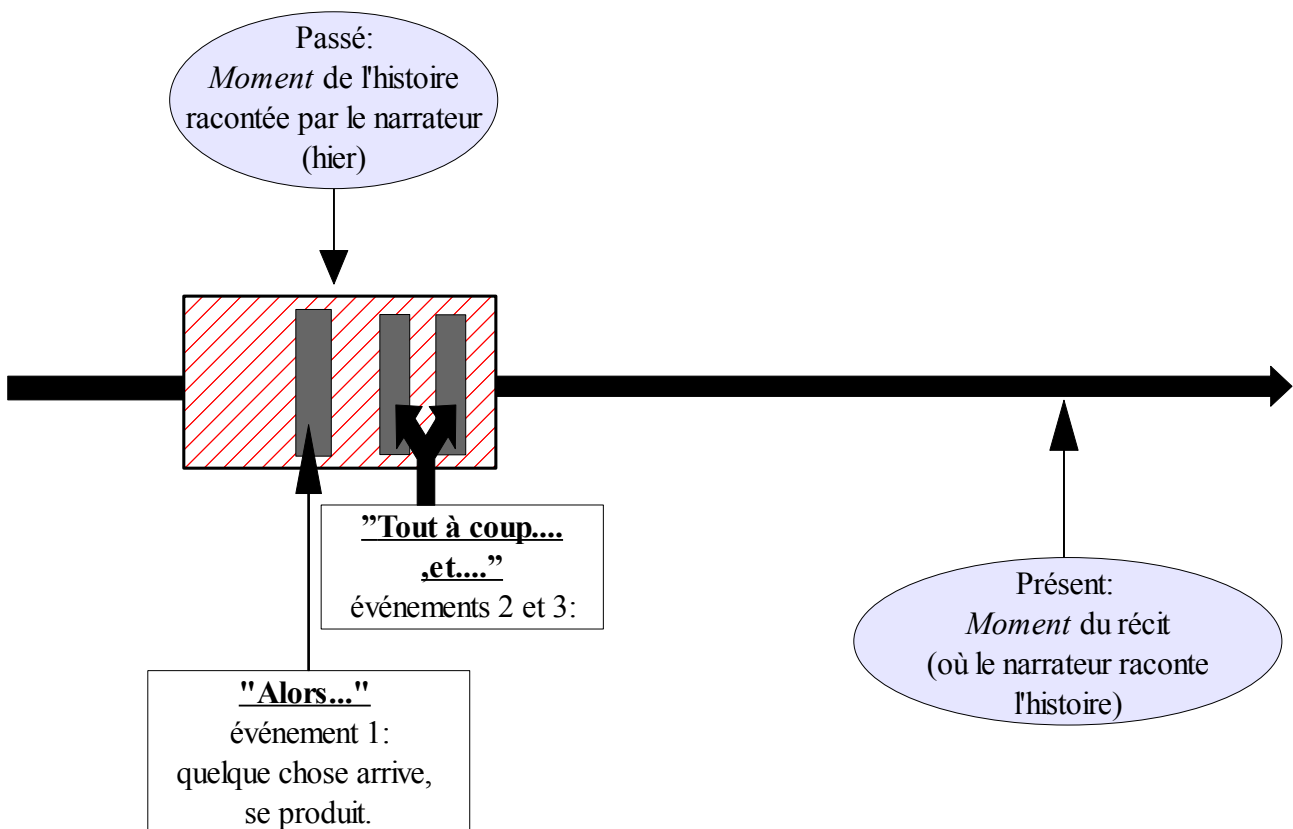 Passé:
Moment de l'histoire
racontée par le narrateur
(hier)
”Tout à coup....
,et....”
événements 2 et 3:
"Alors..."
événement 1:
quelque chose arrive,
se produit.
Présent:
Moment du récit
(où le narrateur raconte
l'histoire)